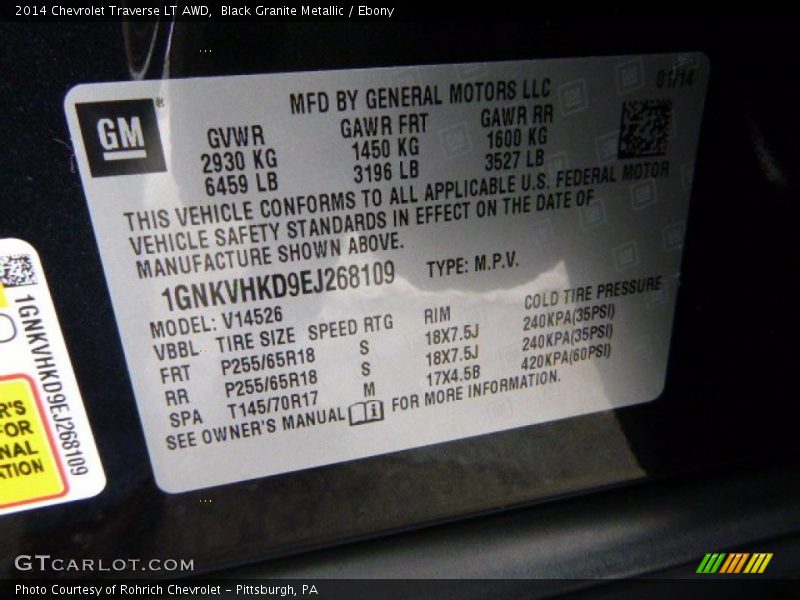 2014 Chevrolet Traverse LT AWD, Black Granite Metallic / Ebony
GM®
MFD BY GENERAL MOTORS LLC
01/14
GVWR GAWR FRT GAWR RR
2930 KG 1450 KG 1600 KG
6459 LB 3196 LB 3527 LB
THIS VEHICLE CONFORMS TO ALL APPLICABLE U.S. FEDERAL MOTOR
VEHICLE SAFETY STANDARDS IN EFFECT ON THE DATE OF
MANUFACTURE SHOWN ABOVE.
1GNKVHKD9EJ268109 TYPE: M.P.V.
MODEL: V14526
VBBL TIRE SIZE SPEED RTG RIM COLD TIRE PRESSURE
FRT P255/65R18 S 18X7.5J 240KPA(35PSI)
RR P255/65R18 S 18X7.5J 240KPA(35PSI)
SPA T145/70R17 M 17X4.5B 420KPA(60PSI)
SEE OWNER'S MANUAL FOR MORE INFORMATION.
1GNKVHKD9EJ268109
R'S
FOR
NAL
ATION
GTCARLOT.COM
Photo Courtesy of Rohrich Chevrolet - Pittsburgh, PA